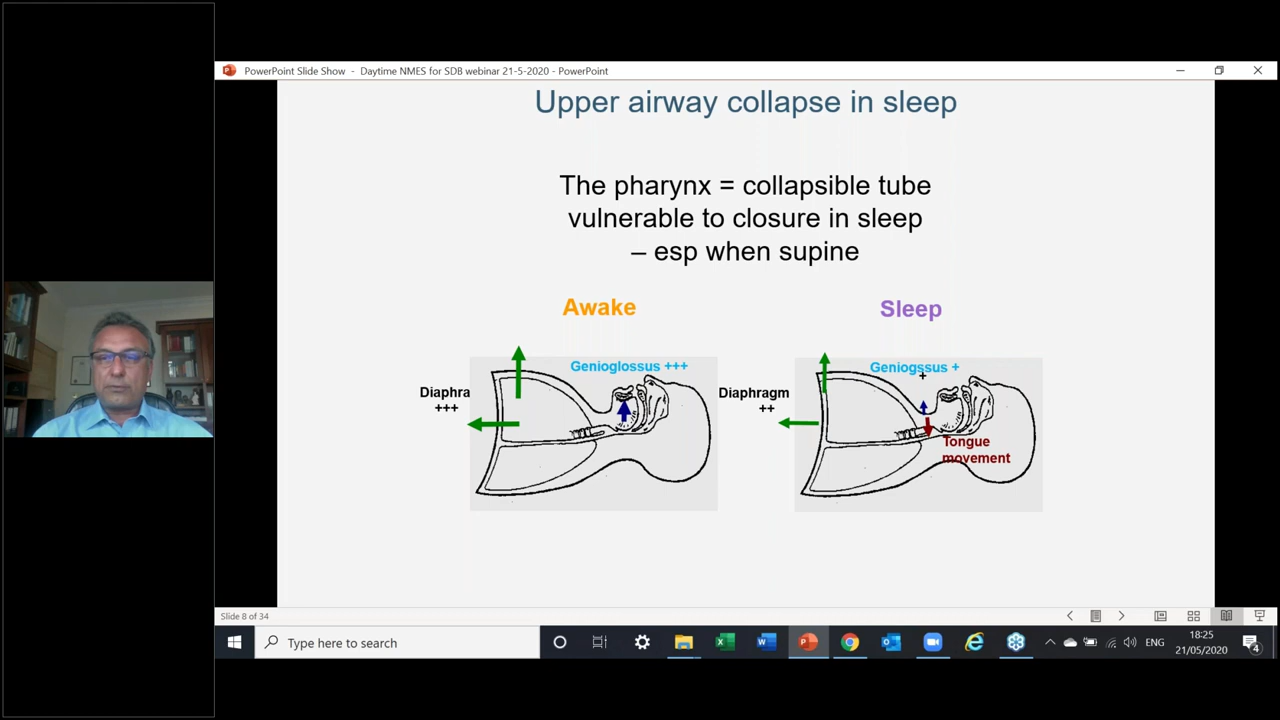 PowerPoint Slide Show - Daytime NMES for SDB webinar 21-5-2020 - PowerPoint
Upper airway collapse in sleep
The pharynx = collapsible tube
vulnerable to closure in sleep
– esp when supine
Awake
Sleep
Genioglossus +++
Diaphra
+++
Geniogssus +
+
Diaphragm
++
Tongue
movement
Slide 8 of 34
Type here to search
ENG
18:25
21/05/2020
4